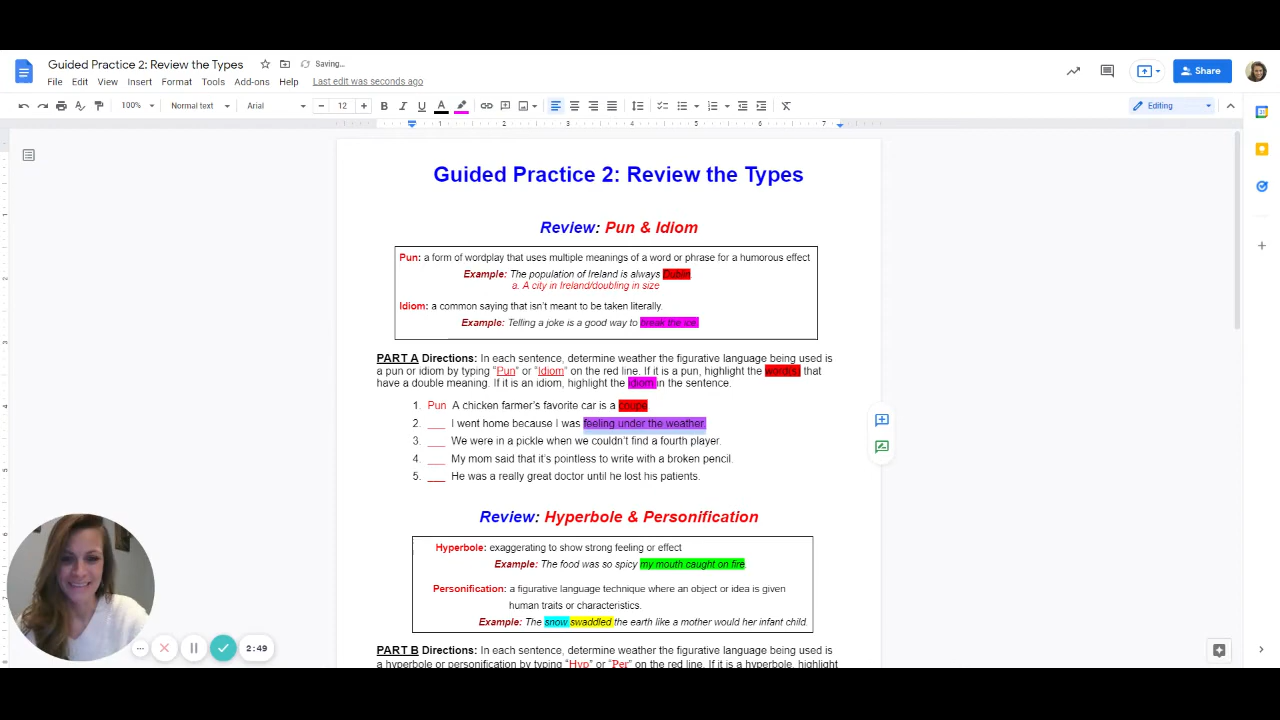 Guided Practice 2: Review the Types
Saving…
File Edit View Insert Format Tools Add-ons Help Last edit was seconds ago
Share
100% Normal text Arial 12 Editing
1 2 3 4 5 6 7
Guided Practice 2: Review the Types
Review: Pun & Idiom
Pun: a form of wordplay that uses multiple meanings of a word or phrase for a humorous effect
Example: The population of Ireland is always Dublin
a. A city in Ireland/doubling in size
Idiom: a common saying that isn't meant to be taken literally
Example: Telling a joke is a good way to break the ice.
PART A Directions: In each sentence, determine weather the figurative language being used is
a pun or idiom by typing "Pun" or "Idiom" on the red line. If it is a pun, highlight the word(s) that
have a double meaning. If it is an idiom, highlight the idiom in the sentence.
1. Pun A chicken farmer's favorite car is a coupe
2. ___ I went home because I was feeling under the weather.
3. ___ We were in a pickle when we couldn't find a fourth player.
4. ___ My mom said that it's pointless to write with a broken pencil.
5. ___ He was a really great doctor until he lost his patients.
Review: Hyperbole & Personification
Hyperbole: exaggerating to show strong feeling or effect
Example: The food was so spicy my mouth caught on fire.
Personification: a figurative language technique where an object or idea is given
human traits or characteristics.
Example: The snow swaddled the earth like a mother would her infant child.
PART B Directions: In each sentence, determine weather the figurative language being used is
a hyperbole or personification by typing "Hyp" or "Per" on the red line. If it is a hyperbole, highlight
2:49